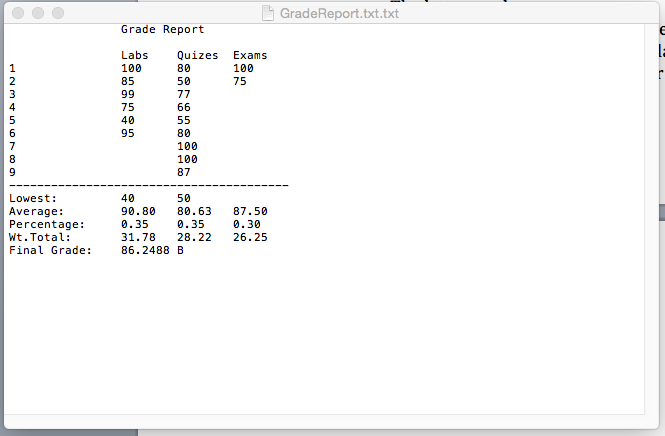 GradeReport.txt.txt
Grade Report
Labs Quizes Exams
1 100 80 100
2 85 50 75
3 99 77
4 75 66
5 40 55
6 95 80
7 100
8 100
9 87
----------------------------------------
Lowest: 40 50
Average: 90.80 80.63 87.50
Percentage: 0.35 0.35 0.30
Wt.Total: 31.78 28.22 26.25
Final Grade: 86.2488 B